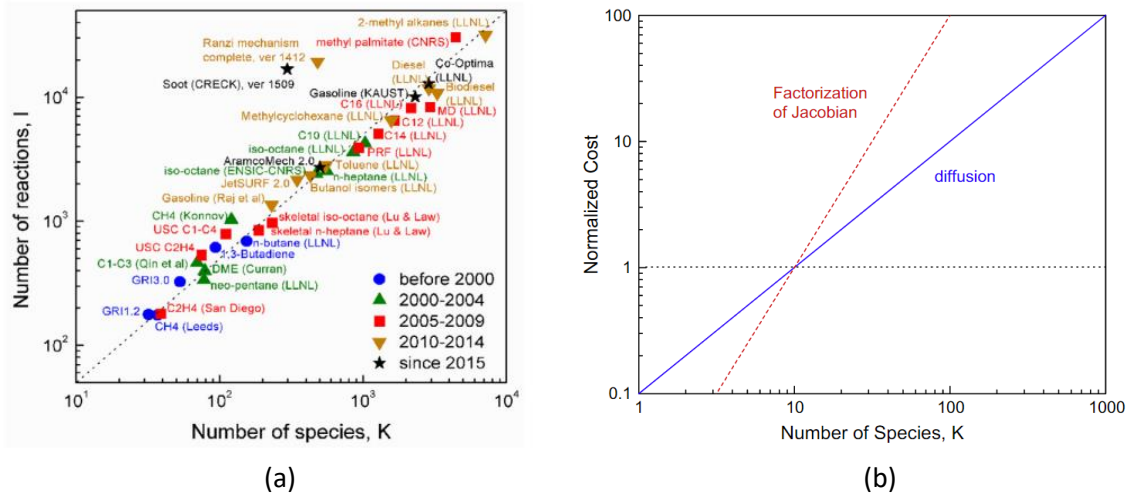 2-methyl alkanes (LLNL)
methyl palmitate (CNRS)
Ranzi mechanism
complete, ver 1412
Soot (CRECK), ver 1509
Diesel
(LLNL)
Co-Optima
(LLNL)
Gasoline (KAUST)
Biodiesel
(LLNL)
C16 (LLNL)
MD (LLNL)
Methylcyclohexane (LLNL)
C12 (LLNL)
C10 (LLNL)
C14 (LLNL)
iso-octane (LLNL)
PRF (LLNL)
AramcoMech 2.0
Toluene (LLNL)
iso-octane (ENSIC-CNRS)
n-heptane (LLNL)
JetSURF 2.0
Butanol isomers (LLNL)
Gasoline (Raj et al)
CH4 (Konnov)
skeletal iso-octane (Lu & Law)
USC C1-C4
skeletal n-heptane (Lu & Law)
USC C2H4
n-butane (LLNL)
1,3-Butadiene
C1-C3 (Qin et al)
DME (Curran)
GRI3.0
neo-pentane (LLNL)
GRI1.2
C2H4 (San Diego)
CH4 (Leeds)
before 2000
2000-2004
2005-2009
2010-2014
since 2015
Number of reactions, I
10^4
10^3
10^2
10^1 10^2 10^3 10^4
Number of species, K
(a)
Normalized Cost
100
10
1
0.1
Factorization
of Jacobian
diffusion
1 10 100 1000
Number of Species, K
(b)